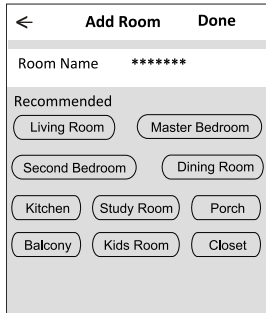 Add Room Done
Room Name *******
Recommended
Living Room Master Bedroom
Second Bedroom Dining Room
Kitchen Study Room Porch
Balcony Kids Room Closet